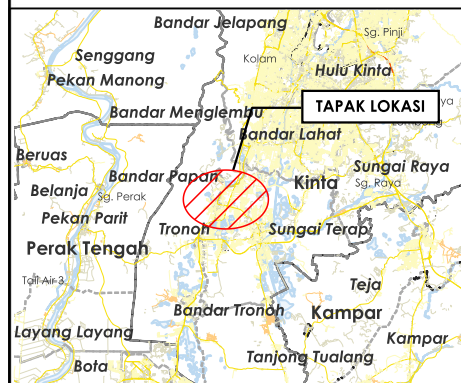 Bandar Jelapang
Sg. Pinji
Senggang
Kolam
Hulu Kinta
Pekan Manong
TAPAK LOKASI
Bandar Menglembu
Bandar Lahat
Beruas
Sungai Raya
Bandar Papan
Kinta
Sg. Raya
Belanja
Sg. Perak
Pekan Parit
Tronoh
Sungai Terap
Perak Tengah
Tali Air 3
Teja
Bandar Tronoh
Kampar
Layang Layang
Kampar
Tanjong Tualang
Bota